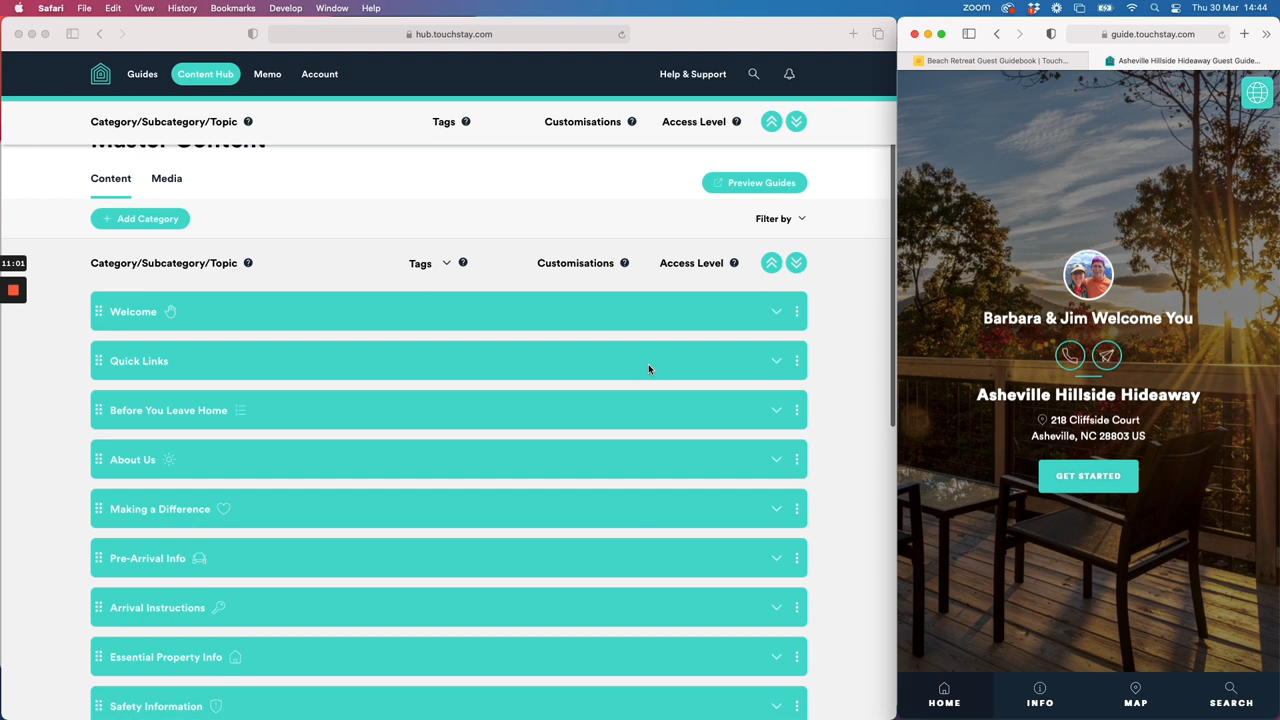 Safari File Edit View History Bookmarks Develop Window Help
zoom 17 Thu 30 Mar 14:44
hub.touchstay.com
guide.touchstay.com
Beach Retreat Guest Guidebook | Touch...
Asheville Hillside Hideaway Guest Guide...
Guides Content Hub Memo Account Help & Support
Category/Subcategory/Topic ? Tags ? Customisations ? Access Level ?
Master Content
Content Media
Preview Guides
+ Add Category
Filter by
11:01
Category/Subcategory/Topic ? Tags ? Customisations ? Access Level ?
Welcome
Quick Links
Before You Leave Home
About Us
Making a Difference
Pre-Arrival Info
Arrival Instructions
Essential Property Info
Safety Information
Barbara & Jim Welcome You
Asheville Hillside Hideaway
218 Cliffside Court
Asheville, NC 28803 US
GET STARTED
HOME INFO MAP SEARCH